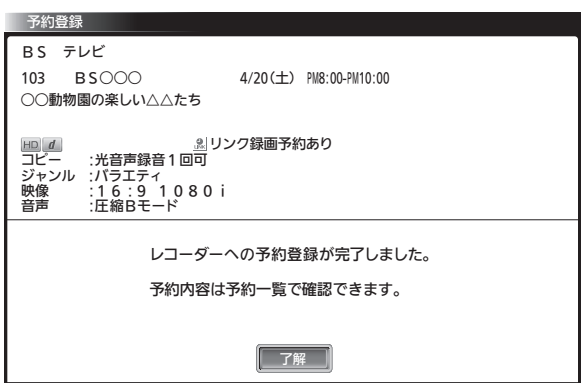 予約登録
BS テレビ
103 BS○○○ 4/20(土) PM8:00-PM10:00
○○動物園の楽しい△△たち
HD d リンク録画予約あり
コピー :光音声録音1回可
ジャンル :バラエティ
映像 :16:9 1080i
音声 :圧縮Bモード
レコーダーへの予約登録が完了しました。
予約内容は予約一覧で確認できます。
了解